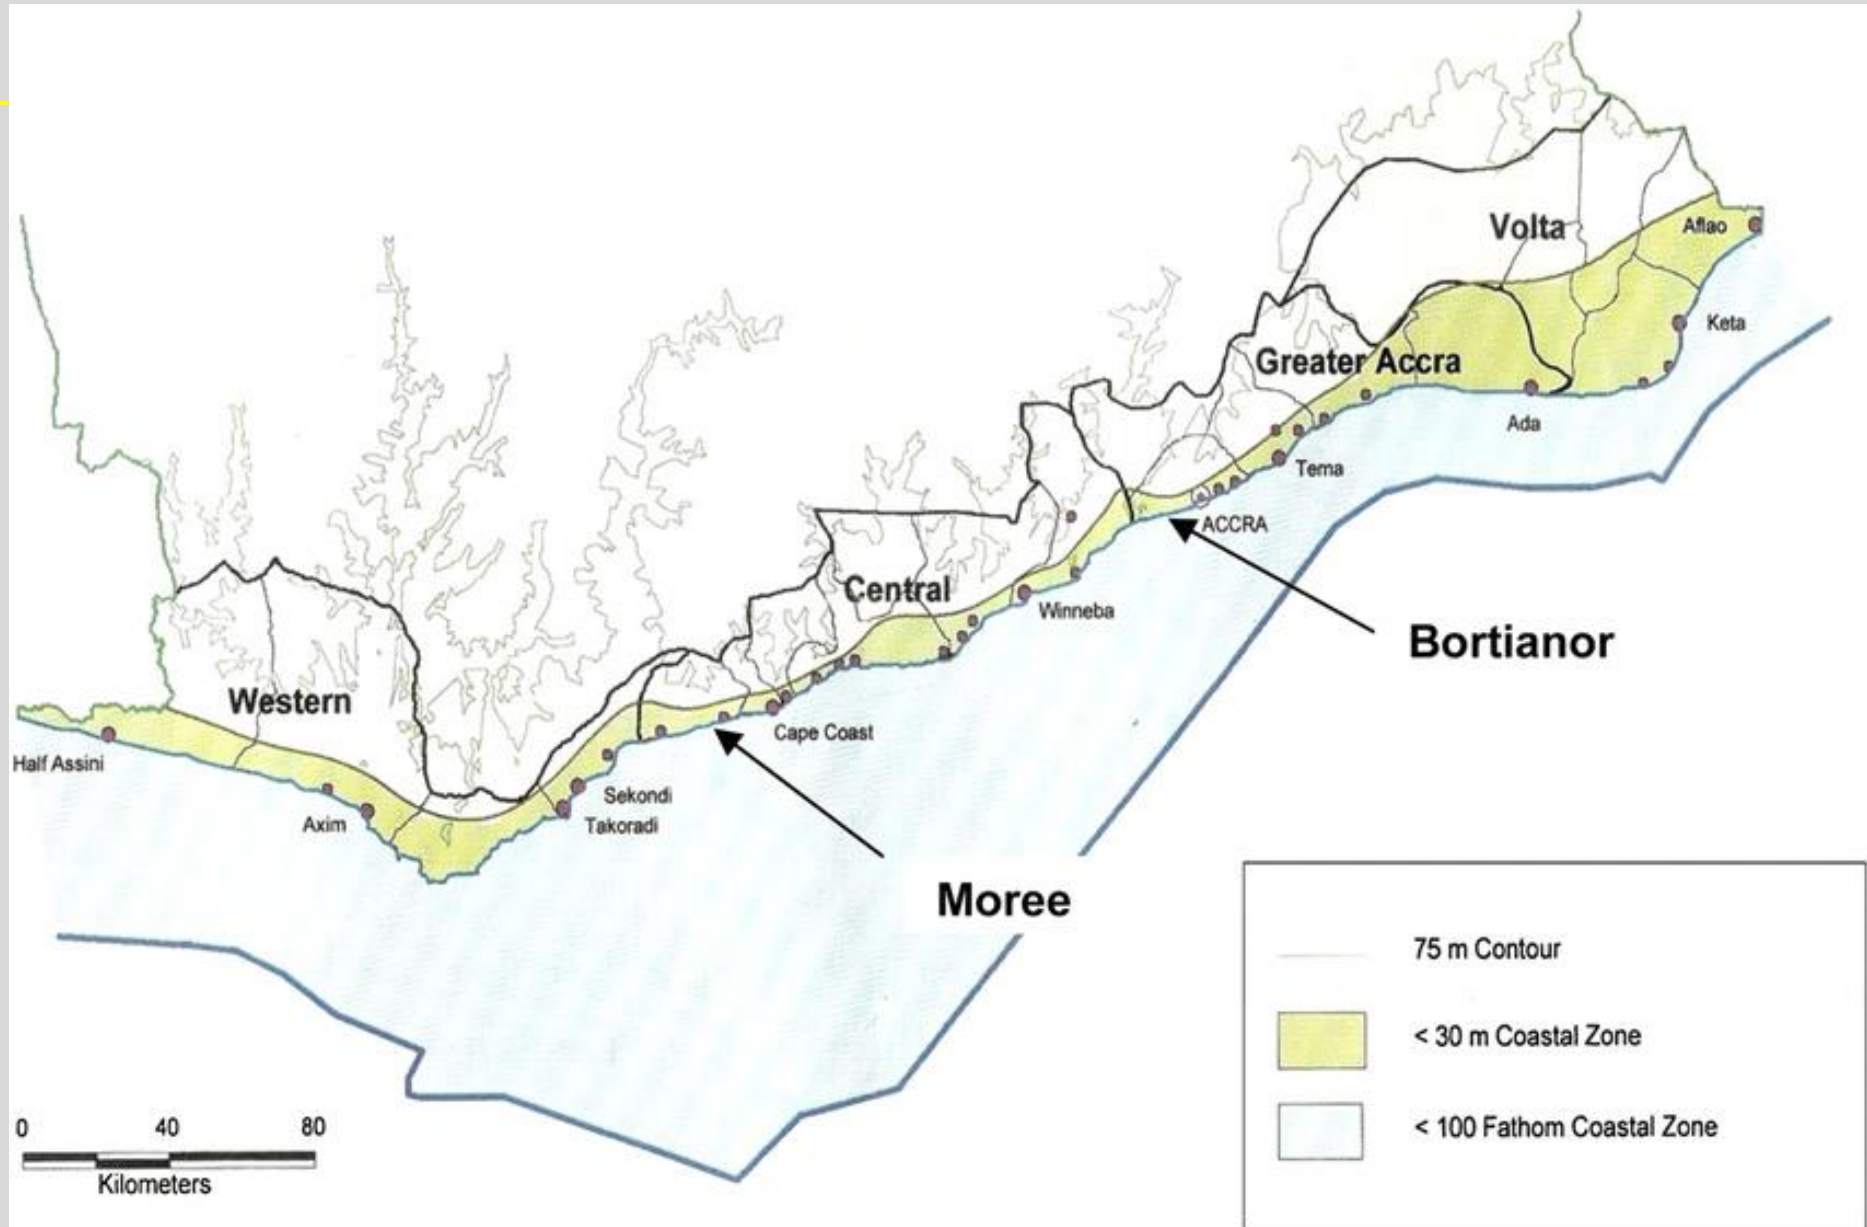 Volta
Aflao
Keta
Greater Accra
Ada
Tema
ACCRA
Central
Winneba
Bortianor
Western
Cape Coast
Half Assini
Sekondi
Axim
Takoradi
Moree
75 m Contour
< 30 m Coastal Zone
< 100 Fathom Coastal Zone
0 40 80
Kilometers